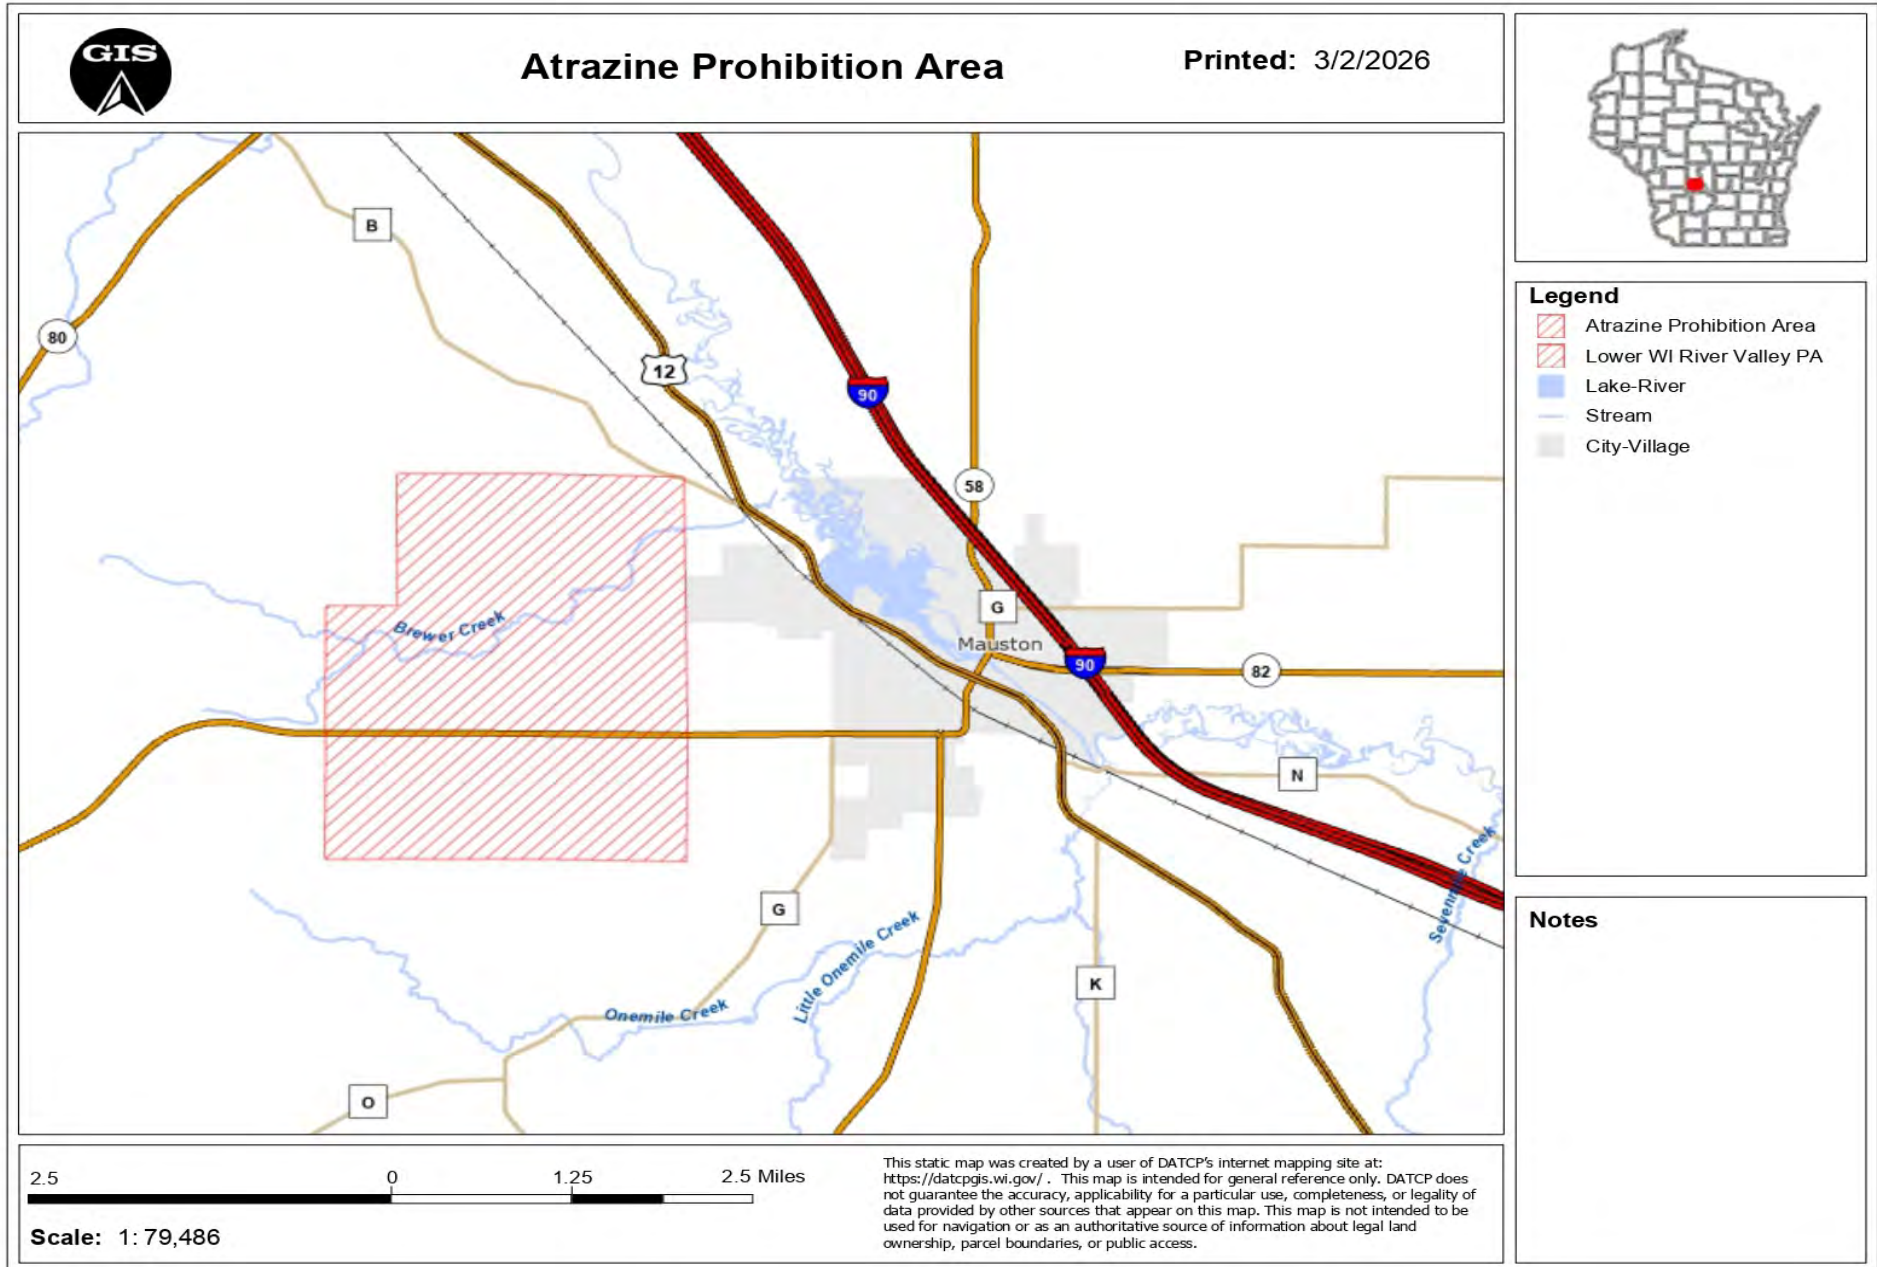 GIS
Atrazine Prohibition Area
Printed: 3/2/2026
B
80
12
90
58
G
Mauston
90
82
Brewer Creek
N
Sevenmile Creek
G
Little Onemile Creek
K
Onemile Creek
O
Legend
Atrazine Prohibition Area
Lower WI River Valley PA
Lake-River
Stream
City-Village
Notes
2.5 0 1.25 2.5 Miles
Scale: 1: 79,486
This static map was created by a user of DATCP's internet mapping site at:
https://datcpgis.wi.gov/ . This map is intended for general reference only. DATCP does
not guarantee the accuracy, applicability for a particular use, completeness, or legality of
data provided by other sources that appear on this map. This map is not intended to be
used for navigation or as an authoritative source of information about legal land
ownership, parcel boundaries, or public access.